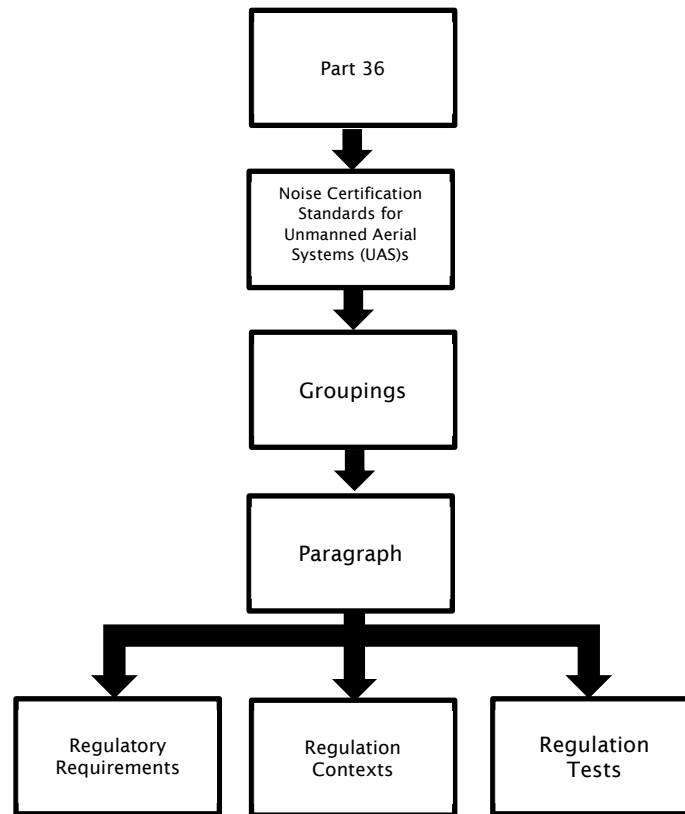 Part 36
Noise Certification
Standards for
Unmanned Aerial
Systems (UAS)s
Groupings
Paragraph
Regulatory
Requirements
Regulation
Contexts
Regulation
Tests